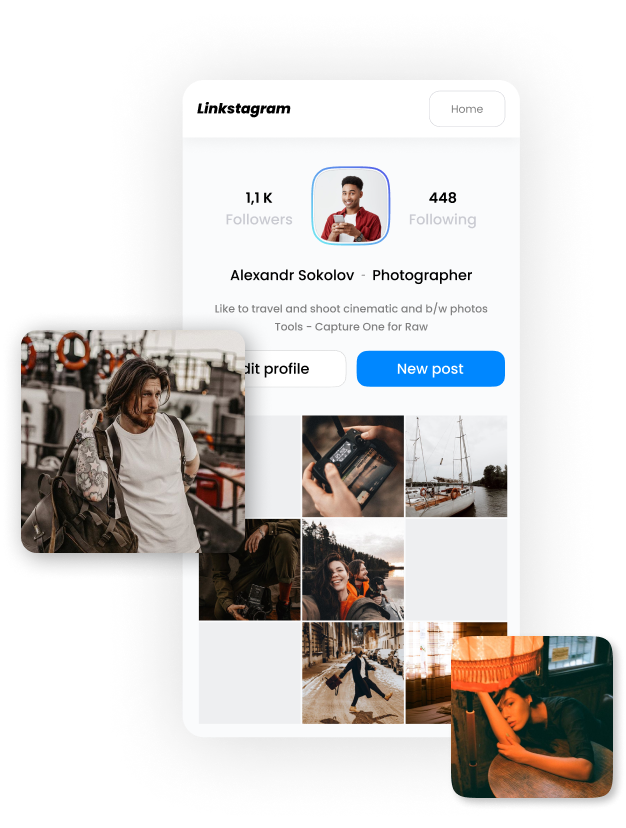 Linkstagram
Home
1,1 K
Followers
448
Following
Alexandr Sokolov - Photographer
Like to travel and shoot cinematic and b/w photos
Tools - Capture One for Raw
dit profile
New post